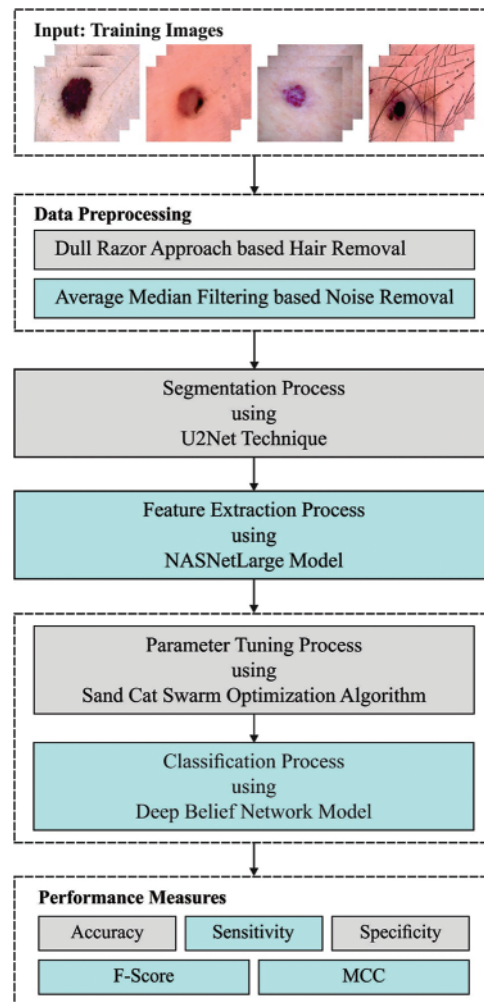 Input: Training Images
Data Preprocessing
Dull Razor Approach based Hair Removal
Average Median Filtering based Noise Removal
Segmentation Process
using
U2Net Technique
Feature Extraction Process
using
NASNetLarge Model
Parameter Tuning Process
using
Sand Cat Swarm Optimization Algorithm
Classification Process
using
Deep Belief Network Model
Performance Measures
Accuracy Sensitivity Specificity
F-Score MCC